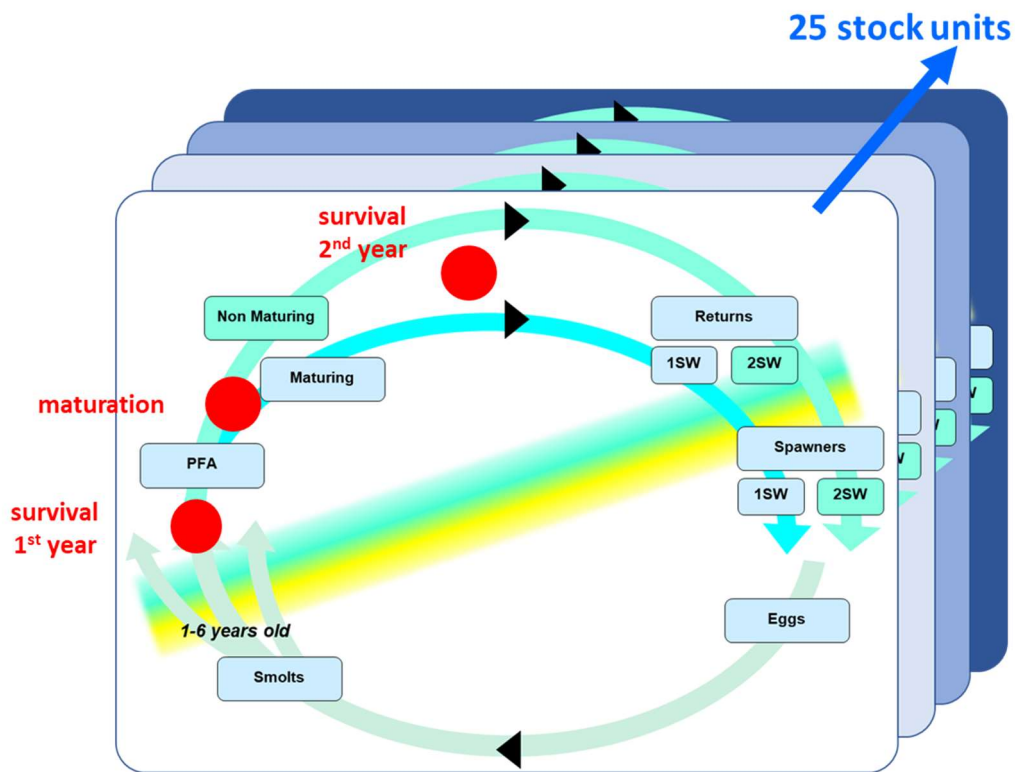 25 stock units
survival
2nd year
Non Maturing
Returns
1SW
2SW
Maturing
maturation
Spawners
PFA
1SW
2SW
survival
1st year
Eggs
1-6 years old
Smolts